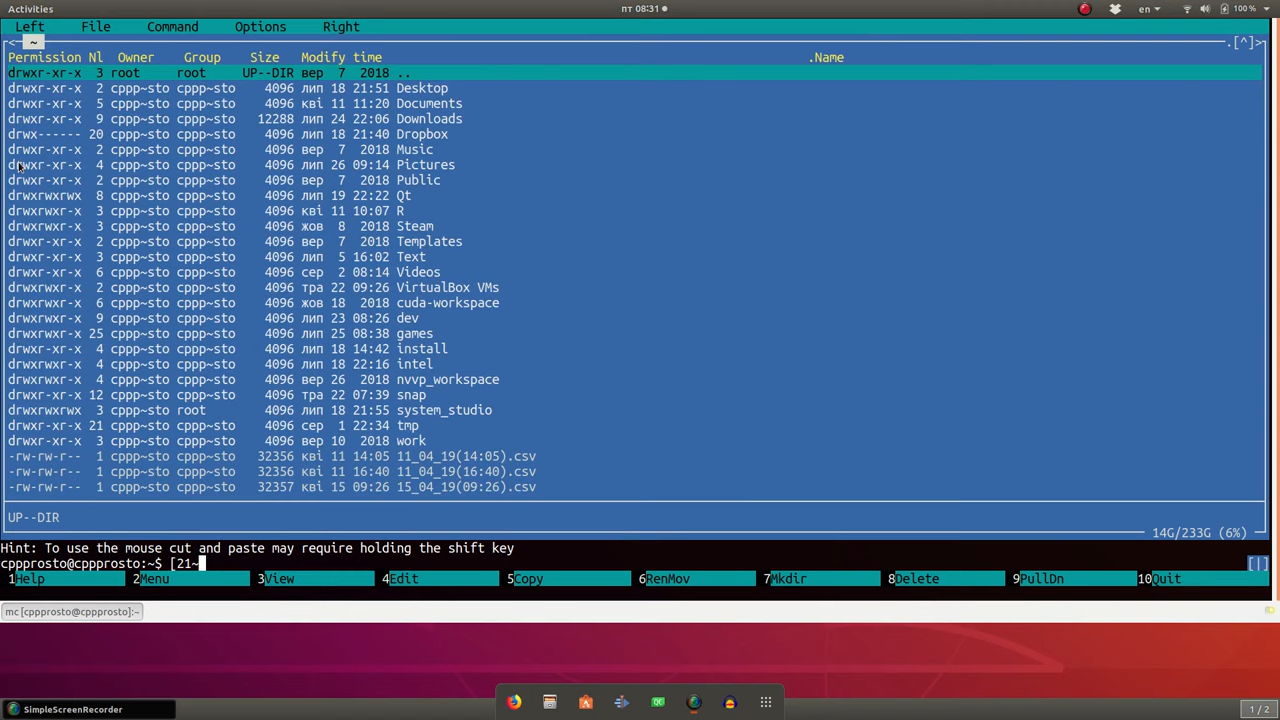 Activities пт 08:31 en 100 %
Left File Command Options Right
<- ~ .[^]>
Permission Nl Owner Group Size Modify time .Name
drwxr-xr-x 3 root root UP--DIR вер 7 2018 ..
drwxr-xr-x 2 cppp~sto cppp~sto 4096 лип 18 21:51 Desktop
drwxr-xr-x 5 cppp~sto cppp~sto 4096 кві 11 11:20 Documents
drwxr-xr-x 9 cppp~sto cppp~sto 12288 лип 24 22:06 Downloads
drwx------ 20 cppp~sto cppp~sto 4096 лип 18 21:40 Dropbox
drwxr-xr-x 2 cppp~sto cppp~sto 4096 вер 7 2018 Music
drwxr-xr-x 4 cppp~sto cppp~sto 4096 лип 26 09:14 Pictures
drwxr-xr-x 2 cppp~sto cppp~sto 4096 вер 7 2018 Public
drwxrwxrwx 8 cppp~sto cppp~sto 4096 лип 19 22:22 Qt
drwxrwxr-x 3 cppp~sto cppp~sto 4096 кві 11 10:07 R
drwxrwxr-x 3 cppp~sto cppp~sto 4096 жов 8 2018 Steam
drwxr-xr-x 2 cppp~sto cppp~sto 4096 вер 7 2018 Templates
drwxr-xr-x 3 cppp~sto cppp~sto 4096 лип 5 16:02 Text
drwxr-xr-x 6 cppp~sto cppp~sto 4096 сер 2 08:14 Videos
drwxrwxr-x 2 cppp~sto cppp~sto 4096 тра 22 09:26 VirtualBox VMs
drwxrwxr-x 6 cppp~sto cppp~sto 4096 жов 18 2018 cuda-workspace
drwxrwxr-x 9 cppp~sto cppp~sto 4096 лип 23 08:26 dev
drwxrwxr-x 25 cppp~sto cppp~sto 4096 лип 25 08:38 games
drwxr-xr-x 4 cppp~sto cppp~sto 4096 лип 18 14:42 install
drwxrwxr-x 4 cppp~sto cppp~sto 4096 лип 18 22:16 intel
drwxrwxr-x 4 cppp~sto cppp~sto 4096 вер 26 2018 nvvp_workspace
drwxr-xr-x 12 cppp~sto cppp~sto 4096 тра 22 07:39 snap
drwxrwxrwx 3 cppp~sto root 4096 лип 18 21:55 system_studio
drwxr-xr-x 21 cppp~sto cppp~sto 4096 сер 1 22:34 tmp
drwxr-xr-x 3 cppp~sto cppp~sto 4096 вер 10 2018 work
-rw-rw-r-- 1 cppp~sto cppp~sto 32356 кві 11 14:05 11_04_19(14:05).csv
-rw-rw-r-- 1 cppp~sto cppp~sto 32356 кві 11 16:40 11_04_19(16:40).csv
-rw-rw-r-- 1 cppp~sto cppp~sto 32357 кві 15 09:26 15_04_19(09:26).csv
UP--DIR
14G/233G (6%)
Hint: To use the mouse cut and paste may require holding the shift key
cppprosto@cppprosto:~$ [21~ [|]
1Help 2Menu 3View 4Edit 5Copy 6RenMov 7Mkdir 8Delete 9PullDn 10Quit
mc [cppprosto@cppprosto]:~
SimpleScreenRecorder 1 / 2